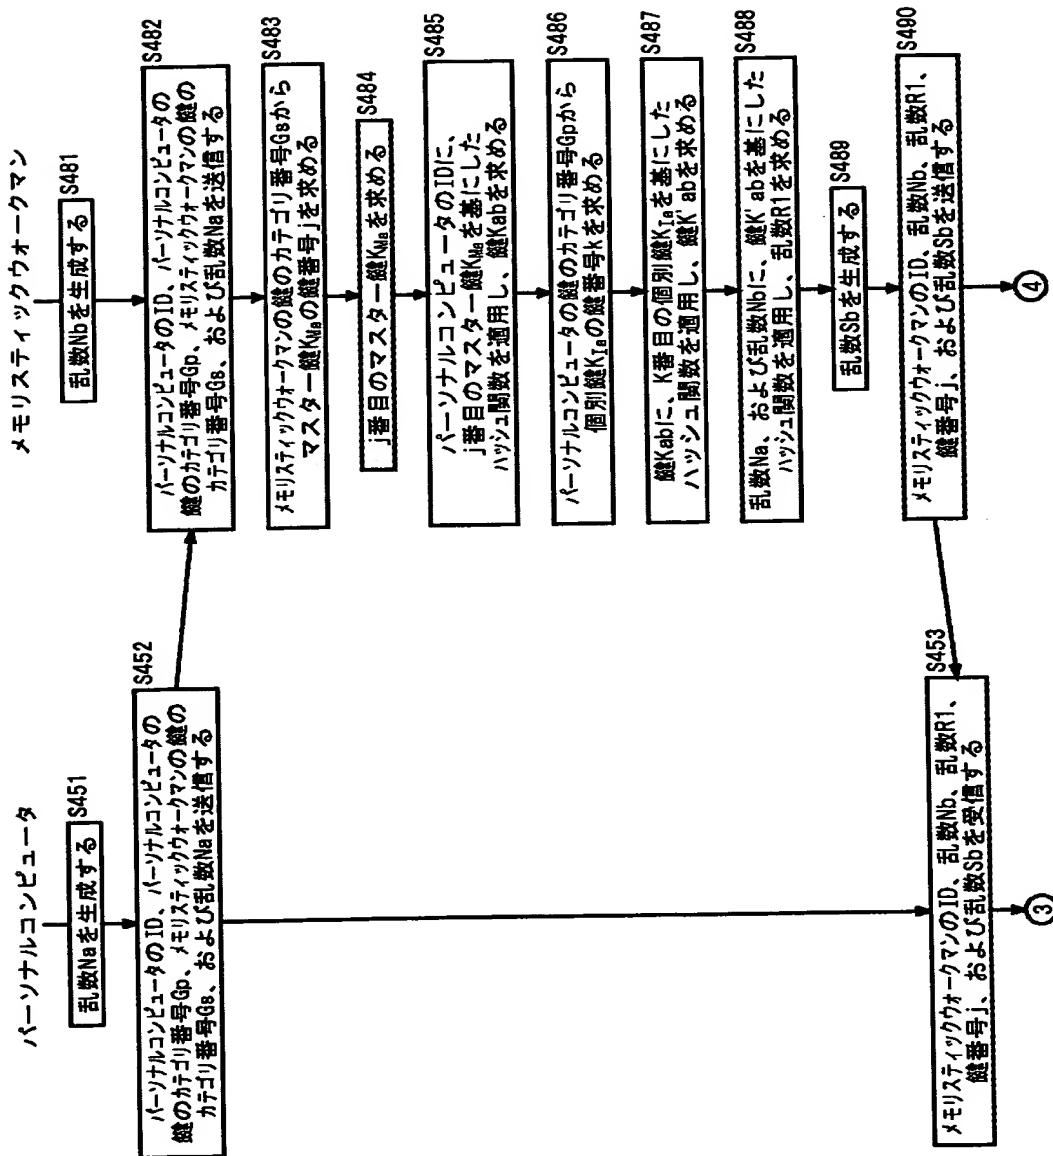 パーソナルコンピュータ
S451
乱数Naを生成する
S452
パーソナルコンピュータのID、パーソナルコンピュータの
鍵のカテゴリ番号Gp、メモリスティックウォークマンの鍵の
カテゴリ番号Gs、および乱数Naを送信する
S453
メモリスティックウォークマンのID、乱数Nb、乱数R1、
鍵番号j、および乱数Sbを受信する
③
メモリスティックウォークマン
S481
乱数Nbを生成する
S482
パーソナルコンピュータのID、パーソナルコンピュータの
鍵のカテゴリ番号Gp、メモリスティックウォークマンの鍵の
カテゴリ番号Gs、および乱数Naを送信する
S483
メモリスティックウォークマンの鍵のカテゴリ番号Gsから
マスター鍵KMaの鍵番号jを求める
S484
j番目のマスター鍵KMaを求める
S485
パーソナルコンピュータのIDに、
j番目のマスター鍵KMaを基にした
ハッシュ関数を適用し、鍵Kabを求める
S486
パーソナルコンピュータの鍵のカテゴリ番号Gpから
個別鍵KIaの鍵番号kを求める
S487
鍵Kabに、K番目の個別鍵KIaを基にした
ハッシュ関数を適用し、鍵K'abを求める
S488
乱数Na、および乱数Nbに、鍵K'abを基にした
ハッシュ関数を適用し、乱数R1を求める
S489
乱数Sbを生成する
S490
メモリスティックウォークマンのID、乱数Nb、乱数R1、
鍵番号j、および乱数Sbを送信する
④